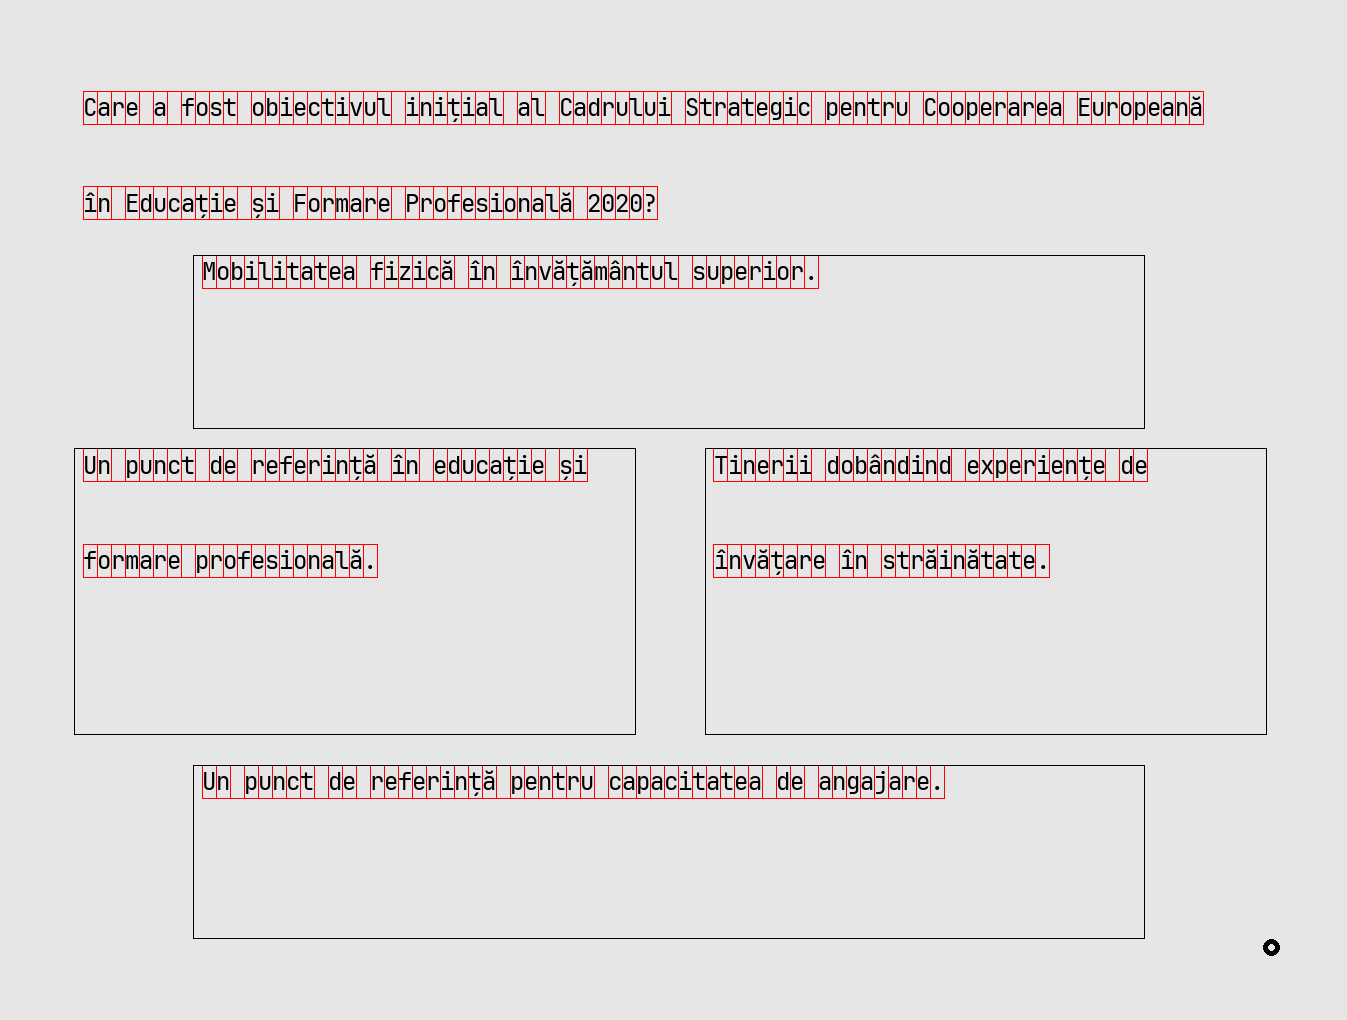 Care a fost obiectivul inițial al Cadrului Strategic pentru Cooperarea Europeană
în Educație și Formare Profesională 2020?
Mobilitatea fizică în învățământul superior.
Un punct de referință în educație și
formare profesională.
Tinerii dobândind experiențe de
învățare în străinătate.
Un punct de referință pentru capacitatea de angajare.